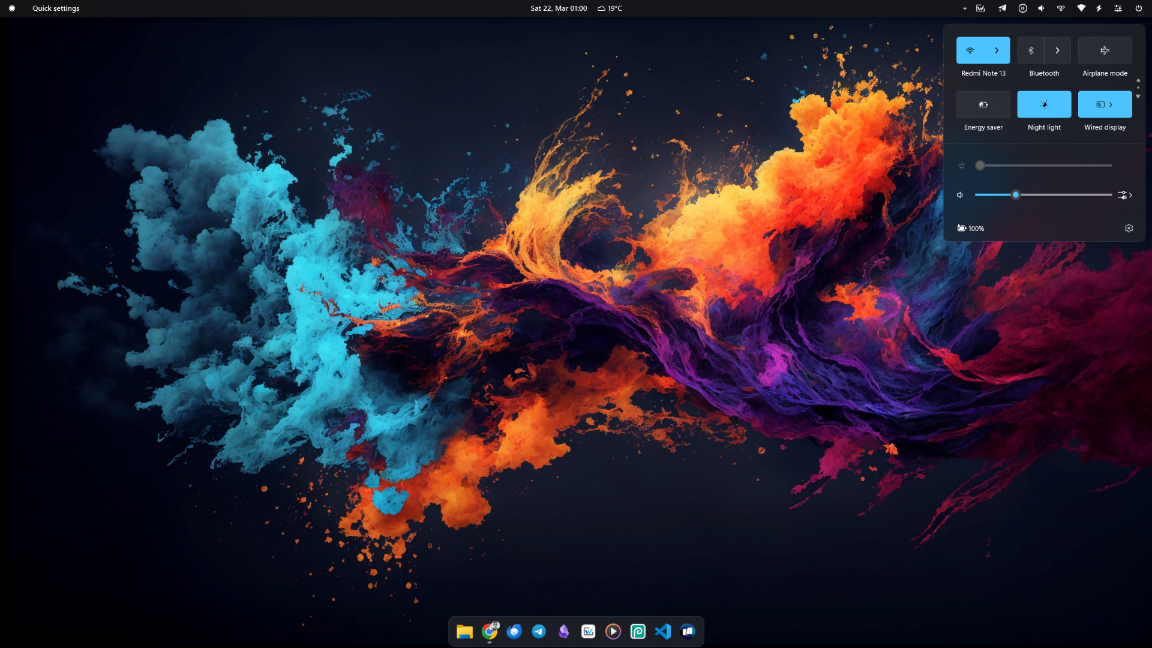 Quick settings
Sat 22, Mar 01:00
19°C
Redmi Note 13
Bluetooth
Airplane mode
Energy saver
Night light
Wired display
100%